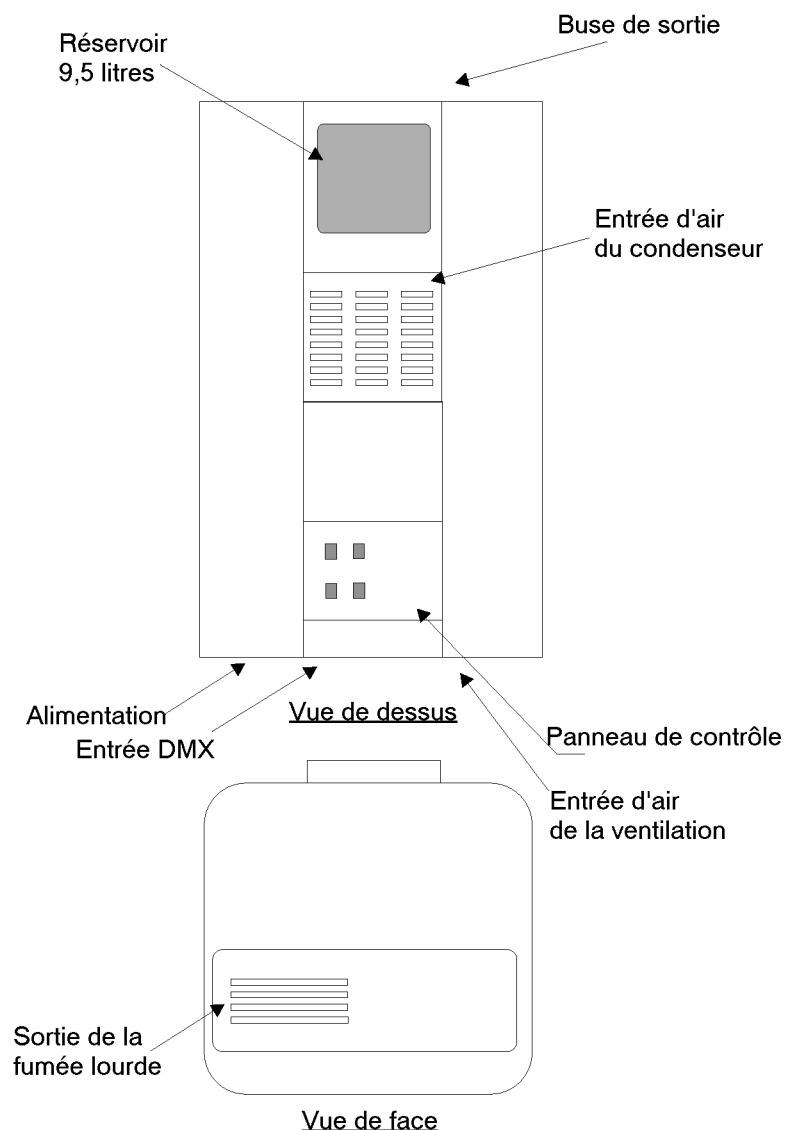 Buse de sortie
Réservoir
9,5 litres
Entrée d'air
du condenseur
Alimentation
Vue de dessus
Entrée DMX
Panneau de contrôle
Entrée d'air
de la ventilation
Sortie de la
fumée lourde
Vue de face